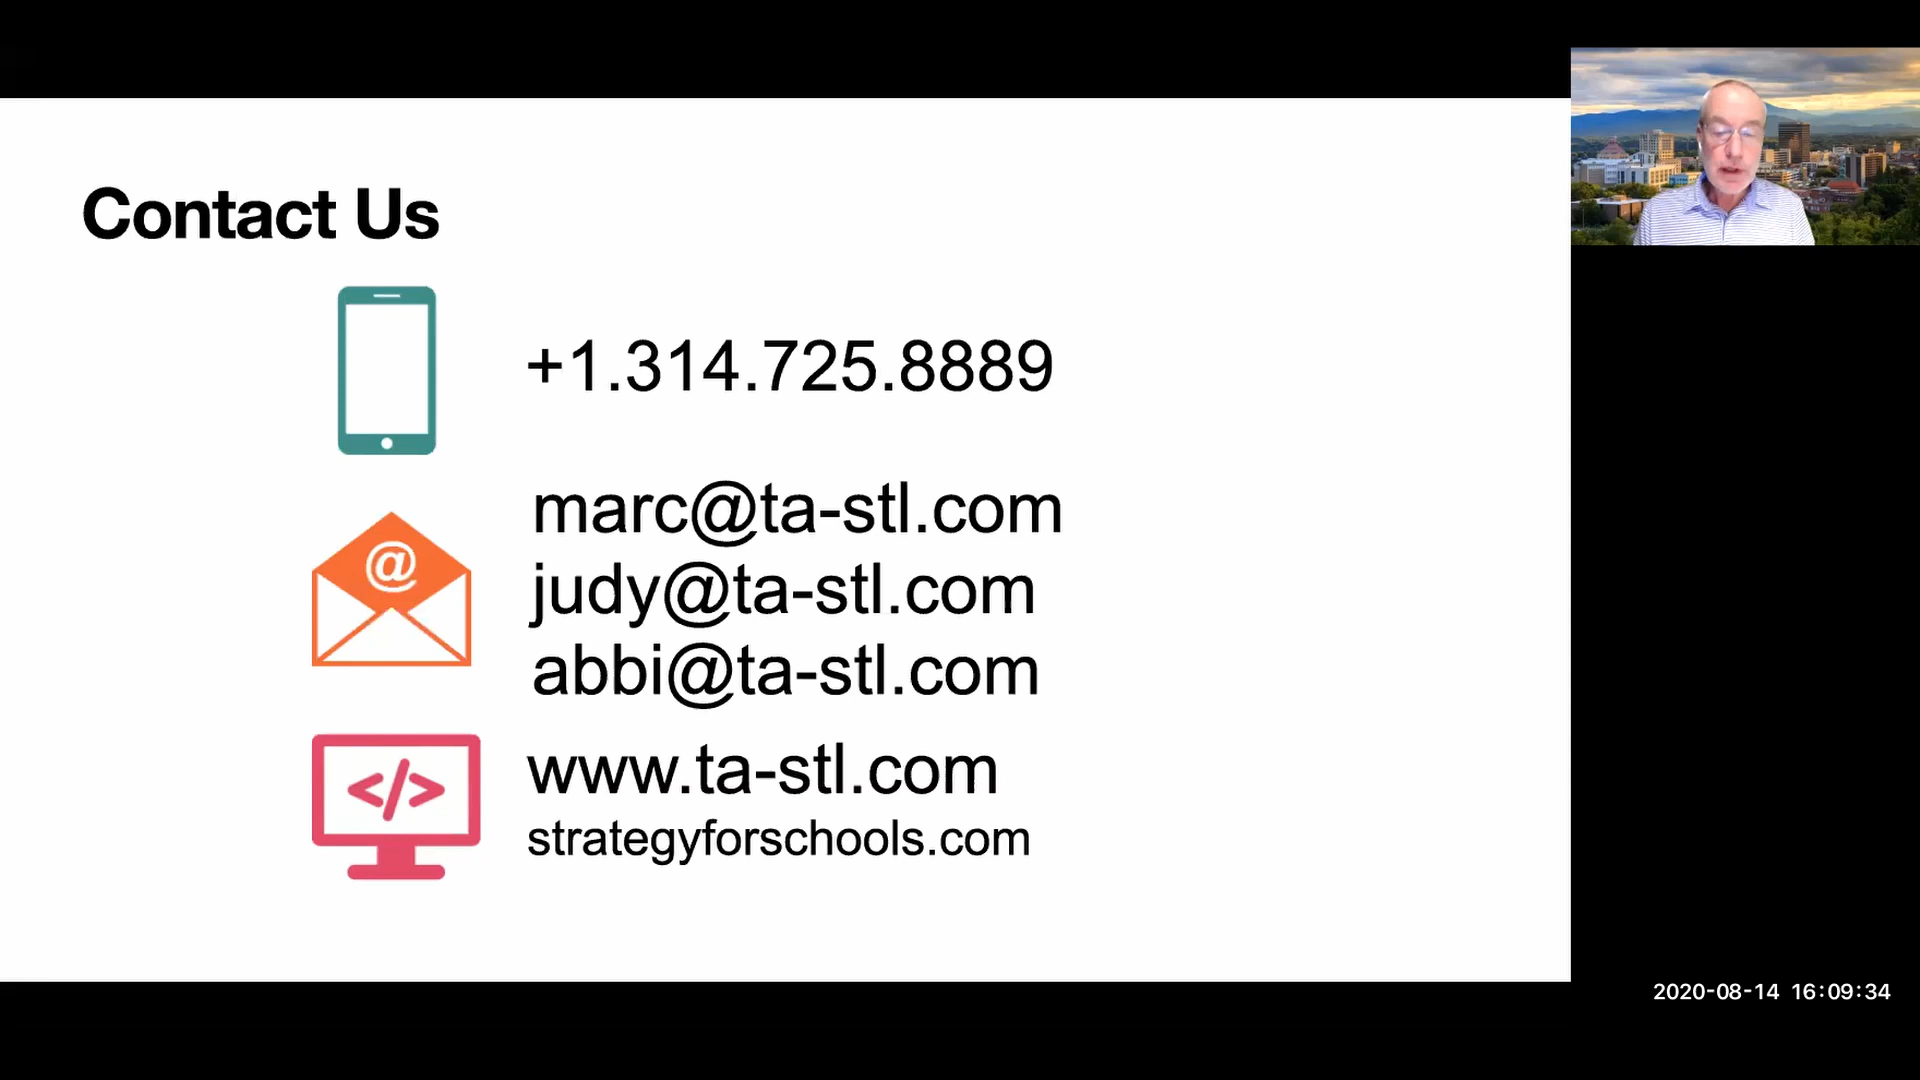 Contact Us
+1.314.725.8889
marc@ta-stl.com
@
judy@ta-stl.com
abbi@ta-stl.com
www.ta-stl.com
</>
strategyforschools.com
2020-08-14 16:09:34